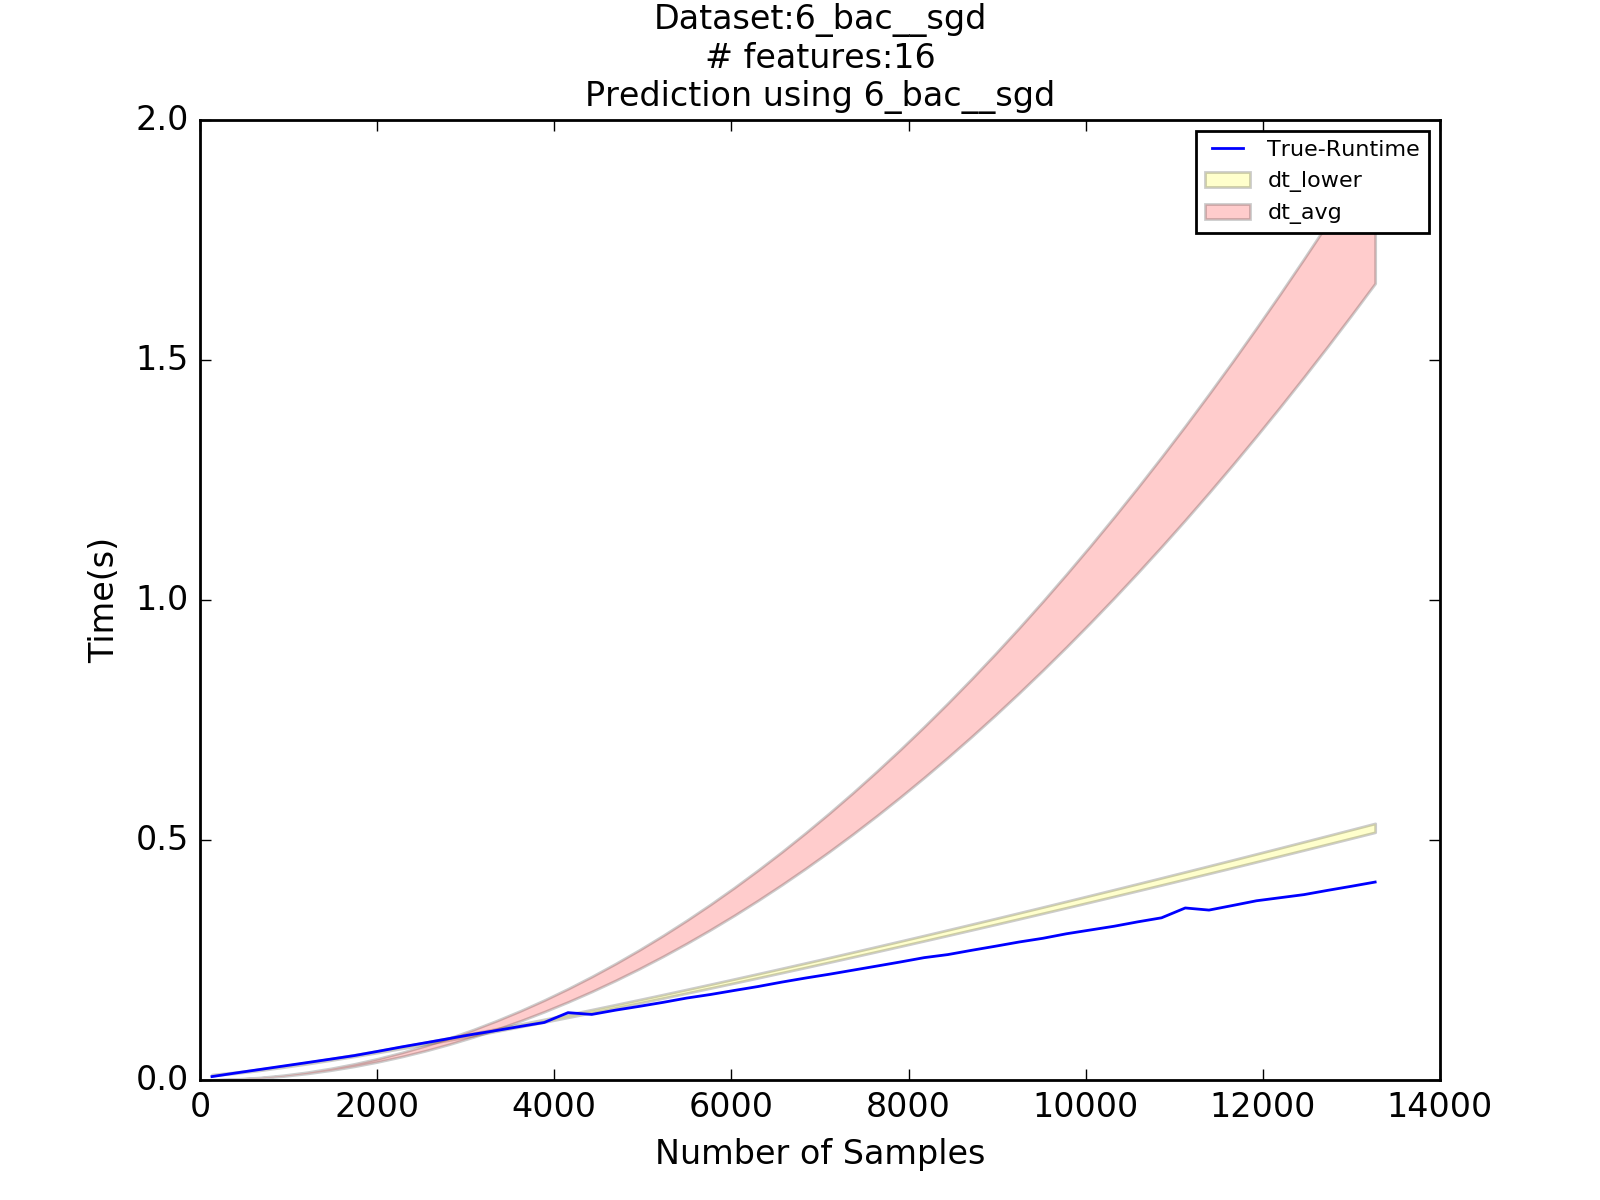 Dataset:6_bac__sgd
# features:16
Prediction using 6_bac__sgd
2.0
1.5
1.0
0.5
0.0
Time(s)
True-Runtime
dt_lower
dt_avg
0 2000 4000 6000 8000 10000 12000 14000
Number of Samples